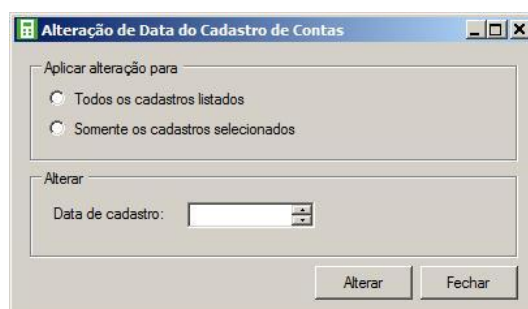 Alteração de Data do Cadastro de Contas
Aplicar alteração para
Todos os cadastros listados
Somente os cadastros selecionados
Alterar
Data de cadastro:
Alterar Fechar